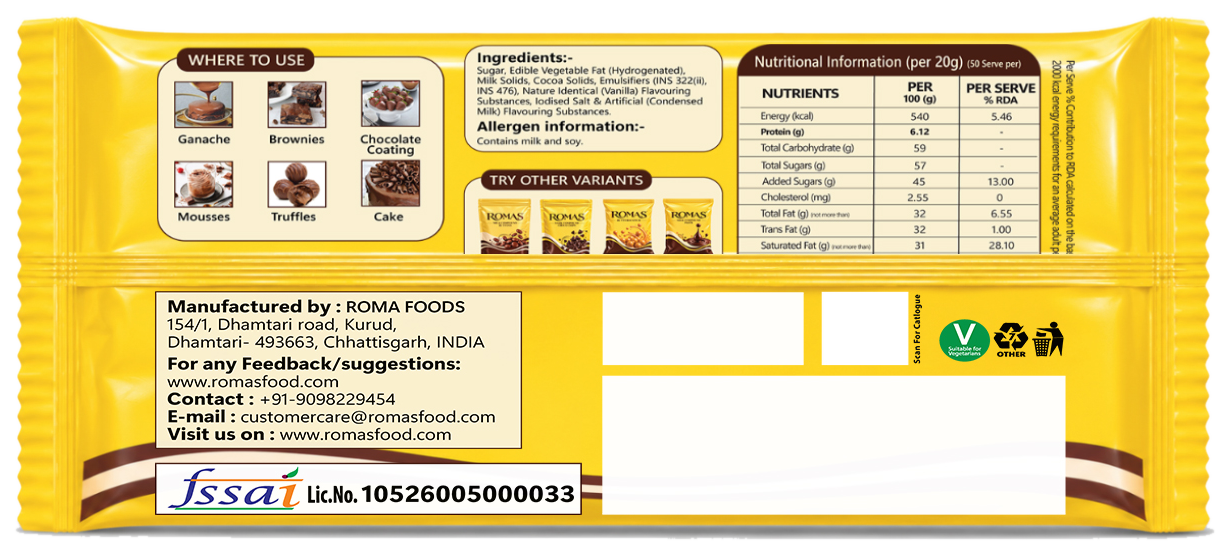 WHERE TO USE
Ganache
Brownies
Chocolate
Coating
Mousses
Truffles
Cake
Ingredients:-
Sugar, Edible Vegetable Fat (Hydrogenated),
Milk Solids, Cocoa Solids, Emulsifiers (INS 322(ii),
INS 476), Nature Identical (Vanilla) Flavouring
Substances, Iodised Salt & Artificial (Condensed
Milk) Flavouring Substances.
Allergen information:-
Contains milk and soy.
TRY OTHER VARIANTS
ROMAS
ROMAS
ROMAS
ROMAS
Nutritional Information (per 20g) (50 Serve per)
NUTRIENTS PER 100 (g) PER SERVE % RDA
Energy (kcal) 540 5.46
Protein (g) 6.12 -
Total Carbohydrate (g) 59 -
Total Sugars (g) 57 -
Added Sugars (g) 45 13.00
Cholesterol (mg) 2.55 0
Total Fat (g) (not more than) 32 6.55
Trans Fat (g) 32 1.00
Saturated Fat (g) (not more than) 31 28.10
Per Serve % Contribution to RDA calculated on the
2000 kcal energy requirements for an average adult
Manufactured by : ROMA FOODS
154/1, Dhamtari road, Kurud,
Dhamtari- 493663, Chhattisgarh, INDIA
For any Feedback/suggestions:
www.romasfood.com
Contact : +91-9098229454
E-mail : customercare@romasfood.com
Visit us on : www.romasfood.com
fssai Lic.No. 10526005000033
Scan For Catlogue
V
Suitable for
Vegetarians
7
OTHER